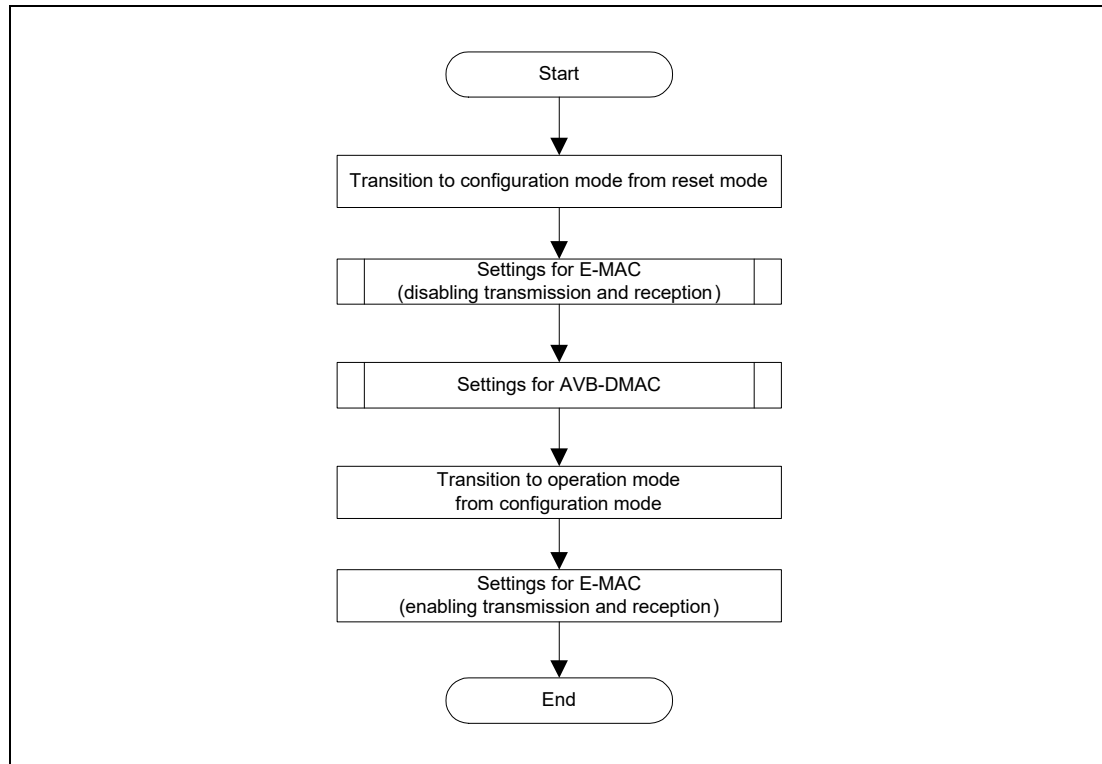 Start
Transition to configuration mode from reset mode
Settings for E-MAC
(disabling transmission and reception)
Settings for AVB-DMAC
Transition to operation mode
from configuration mode
Settings for E-MAC
(enabling transmission and reception)
End